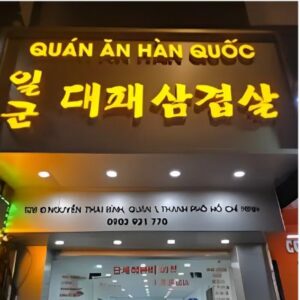 QUÁN ĂN HÀN QUỐC
일군
대패삼겹살
NGUYỄN THÁI BÌNH, QUẬN 1, THÀNH PHỐ HỒ CHÍ MINH
0903 931 770